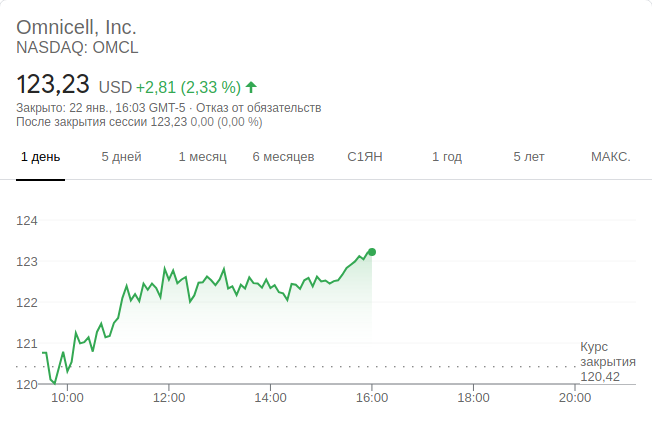 Omnicell, Inc.
NASDAQ: OMCL
123,23 USD +2,81 (2,33 %)
Закрыто: 22 янв., 16:03 GMT-5 · Отказ от обязательств
После закрытия сессии 123,23 0,00 (0,00 %)
1 день 5 дней 1 месяц 6 месяцев С1ЯН 1 год 5 лет МАКС.
124
123
122
121
120
Курс
закрытия
120,42
10:00 12:00 14:00 16:00 18:00 20:00